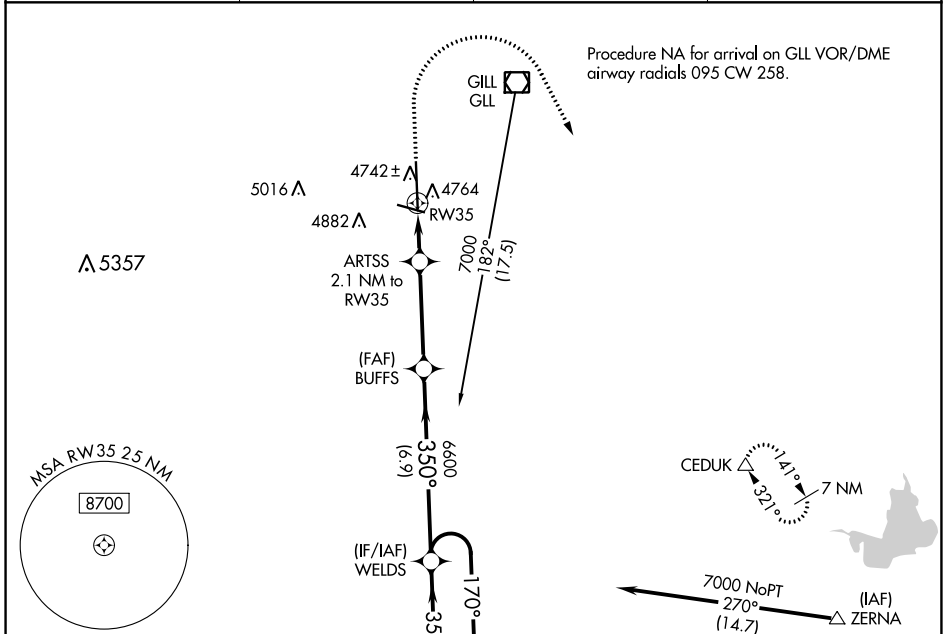 Procedure NA for arrival on GLL VOR/DME
airway radials 095 CW 258.
GILL
GLL
4742±
4764
5016
4882
RW35
5357
ARTSS
2.1 NM to
RW35
7000
182°
(17.5)
(FAF)
BUFFS
6600
350°
(6.9)
MSA RW35 25 NM
8700
CEDUK
141°
321°
7 NM
(IF/IAF)
WELDS
170°
35
7000 NoPT
270°
(14.7)
(IAF)
ZERNA